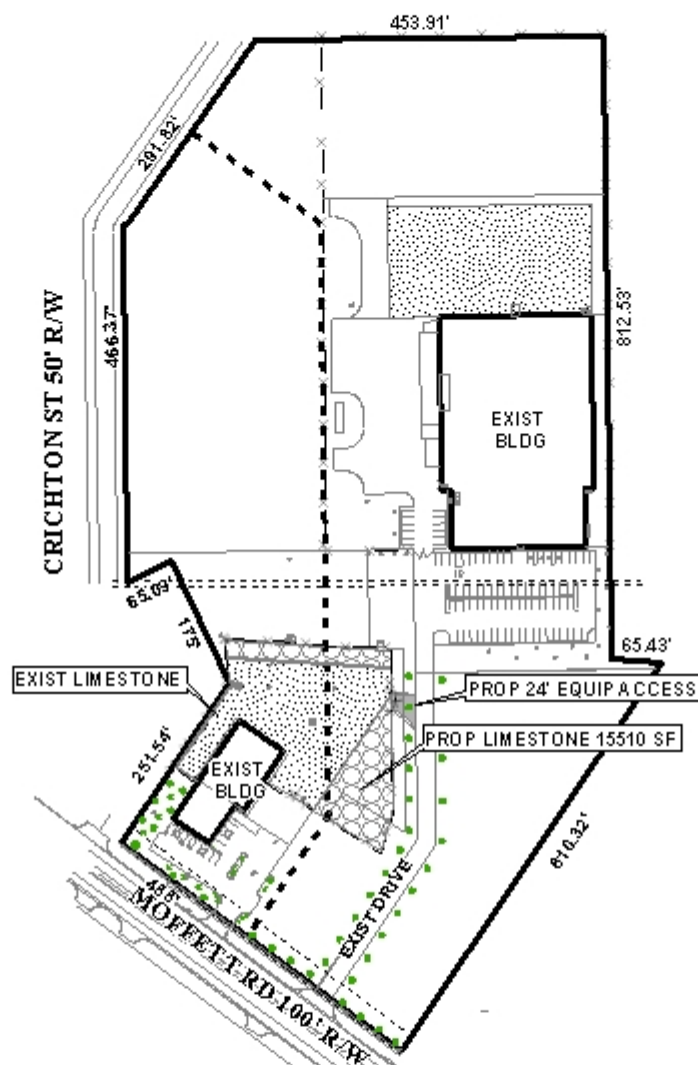 453.91'
291.82'
466.37'
812.53'
CRICHTON ST 50' R/W
EXIST
BLDG
65.09'
175'
65.43'
EXIST LIMESTONE
PROP 24' EQUIP ACCESS
PROP LIMESTONE 15510 SF
251.54'
EXIST
BLDG
610.32'
EXIST DRIVE
488'
MOFFETT RD 100' R/W